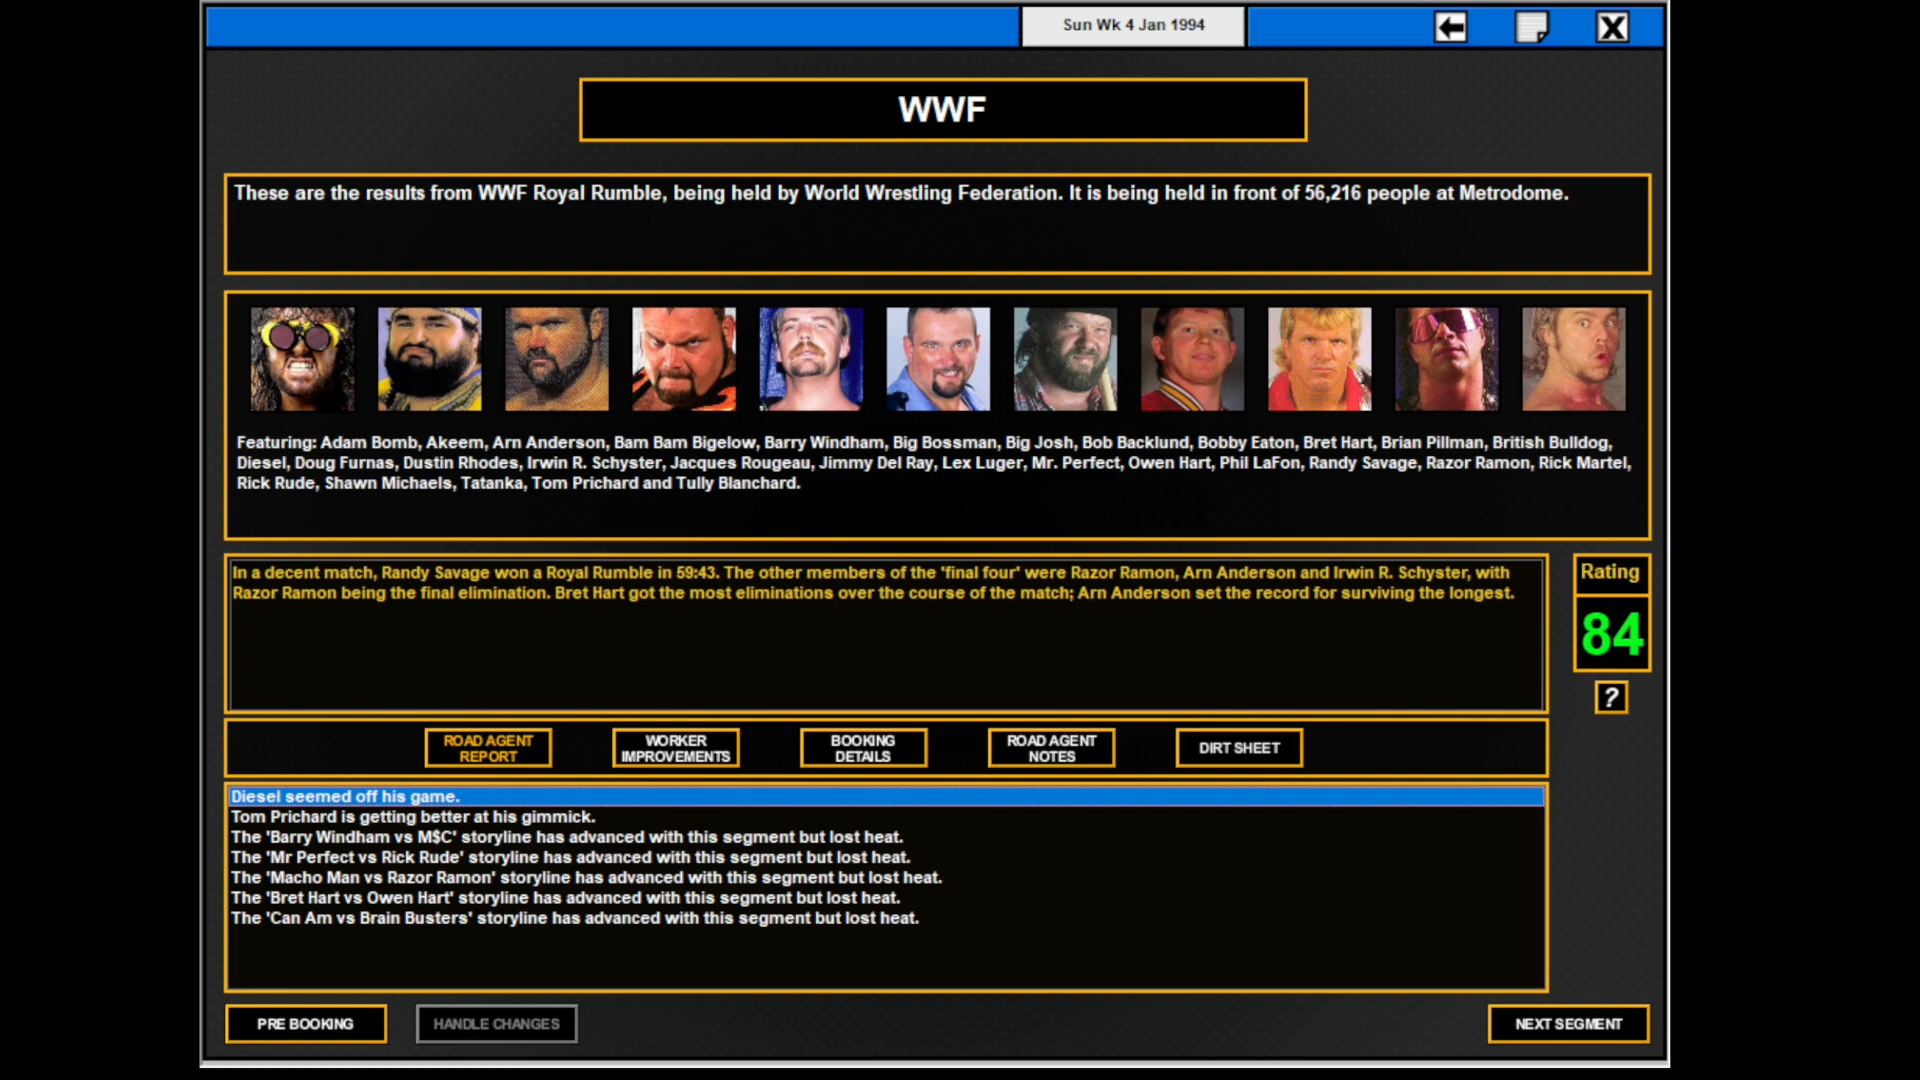 Sun Wk 4 Jan 1994
WWF
These are the results from WWF Royal Rumble, being held by World Wrestling Federation. It is being held in front of 56,216 people at Metrodome.
Featuring: Adam Bomb, Akeem, Arn Anderson, Bam Bam Bigelow, Barry Windham, Big Bossman, Big Josh, Bob Backlund, Bobby Eaton, Bret Hart, Brian Pillman, British Bulldog,
Diesel, Doug Furnas, Dustin Rhodes, Irwin R. Schyster, Jacques Rougeau, Jimmy Del Ray, Lex Luger, Mr. Perfect, Owen Hart, Phil LaFon, Randy Savage, Razor Ramon, Rick Martel,
Rick Rude, Shawn Michaels, Tatanka, Tom Prichard and Tully Blanchard.
In a decent match, Randy Savage won a Royal Rumble in 59:43. The other members of the 'final four' were Razor Ramon, Arn Anderson and Irwin R. Schyster, with
Razor Ramon being the final elimination. Bret Hart got the most eliminations over the course of the match; Arn Anderson set the record for surviving the longest.
Rating
84
?
ROAD AGENT
REPORT
WORKER
IMPROVEMENTS
BOOKING
DETAILS
ROAD AGENT
NOTES
DIRT SHEET
Diesel seemed off his game.
Tom Prichard is getting better at his gimmick.
The 'Barry Windham vs M$C' storyline has advanced with this segment but lost heat.
The 'Mr Perfect vs Rick Rude' storyline has advanced with this segment but lost heat.
The 'Macho Man vs Razor Ramon' storyline has advanced with this segment but lost heat.
The 'Bret Hart vs Owen Hart' storyline has advanced with this segment but lost heat.
The 'Can Am vs Brain Busters' storyline has advanced with this segment but lost heat.
PRE BOOKING
HANDLE CHANGES
NEXT SEGMENT